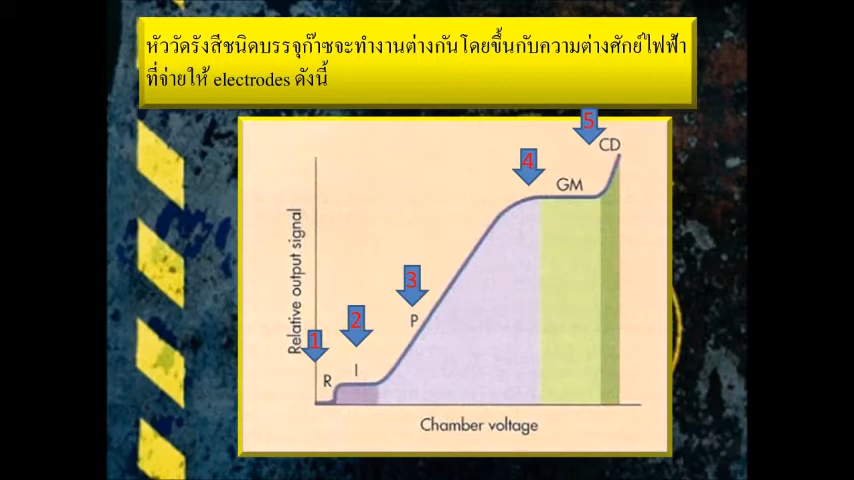 หัววัดรังสีชนิดบรรจุก๊าซจะทำงานต่างกันโดยขึ้นกับความต่างศักย์ไฟฟ้า
ที่จ่ายให้ electrodes ดังนี้
5
CD
4
GM
3
P
2
1
I
R
Relative output signal
Chamber voltage